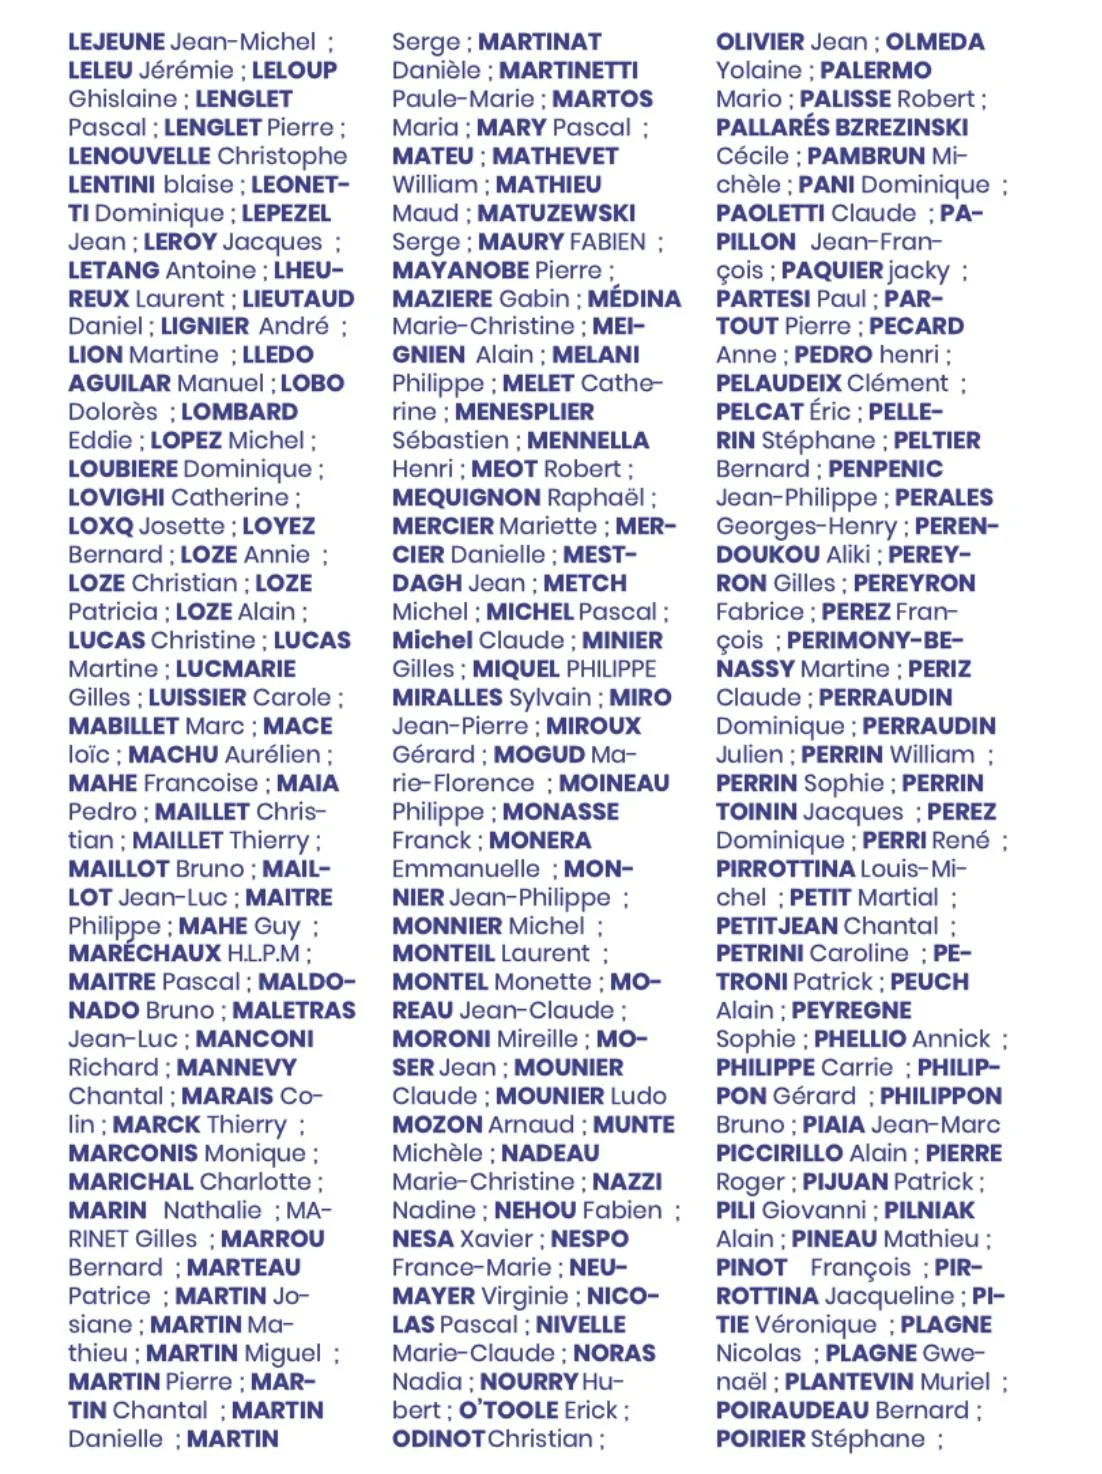 LEJEUNE Jean-Michel ;
LELEU Jérémie ; LELOUP
Ghislaine ; LENGLET
Pascal ; LENGLET Pierre ;
LENOUVELLE Christophe
LENTINI blaise ; LEONET-
TI Dominique ; LEPEZEL
Jean ; LEROY Jacques ;
LETANG Antoine ; LHEU-
REUX Laurent ; LIEUTAUD
Daniel ; LIGNIER André ;
LION Martine ; LLEDO
AGUILAR Manuel ; LOBO
Dolorès ; LOMBARD
Eddie ; LOPEZ Michel ;
LOUBIERE Dominique ;
LOVIGHI Catherine ;
LOXQ Josette ; LOYEZ
Bernard ; LOZE Annie ;
LOZE Christian ; LOZE
Patricia ; LOZE Alain ;
LUCAS Christine ; LUCAS
Martine ; LUCMARIE
Gilles ; LUISSIER Carole ;
MABILLET Marc ; MACE
loïc ; MACHU Aurélien ;
MAHE Francoise ; MAIA
Pedro ; MAILLET Chris-
tian ; MAILLET Thierry ;
MAILLOT Bruno ; MAIL-
LOT Jean-Luc ; MAITRE
Philippe ; MAHE Guy ;
MARÉCHAUX H.L.P.M ;
MAITRE Pascal ; MALDO-
NADO Bruno ; MALETRAS
Jean-Luc ; MANCONI
Richard ; MANNEVY
Chantal ; MARAIS Co-
lin ; MARCK Thierry ;
MARCONIS Monique ;
MARICHAL Charlotte ;
MARIN Nathalie ; MA-
RINET Gilles ; MARROU
Bernard ; MARTEAU
Patrice ; MARTIN Jo-
siane ; MARTIN Ma-
thieu ; MARTIN Miguel ;
MARTIN Pierre ; MAR-
TIN Chantal ; MARTIN
Danielle ; MARTIN
Serge ; MARTINAT
Danièle ; MARTINETTI
Paule-Marie ; MARTOS
Maria ; MARY Pascal ;
MATEU ; MATHEVET
William ; MATHIEU
Maud ; MATUZEWSKI
Serge ; MAURY FABIEN ;
MAYANOBE Pierre ;
MAZIERE Gabin ; MÉDINA
Marie-Christine ; MEI-
GNIEN Alain ; MELANI
Philippe ; MELET Cathe-
rine ; MENESPLIER
Sébastien ; MENNELLA
Henri ; MEOT Robert ;
MEQUIGNON Raphaël ;
MERCIER Mariette ; MER-
CIER Danielle ; MEST-
DAGH Jean ; METCH
Michel ; MICHEL Pascal ;
Michel Claude ; MINIER
Gilles ; MIQUEL PHILIPPE
MIRALLES Sylvain ; MIRO
Jean-Pierre ; MIROUX
Gérard ; MOGUD Ma-
rie-Florence ; MOINEAU
Philippe ; MONASSE
Franck ; MONERA
Emmanuelle ; MON-
NIER Jean-Philippe ;
MONNIER Michel ;
MONTEIL Laurent ;
MONTEL Monette ; MO-
REAU Jean-Claude ;
MORONI Mireille ; MO-
SER Jean ; MOUNIER
Claude ; MOUNIER Ludo
MOZON Arnaud ; MUNTE
Michèle ; NADEAU
Marie-Christine ; NAZZI
Nadine ; NEHOU Fabien ;
NESA Xavier ; NESPO
France-Marie ; NEU-
MAYER Virginie ; NICO-
LAS Pascal ; NIVELLE
Marie-Claude ; NORAS
Nadia ; NOURRY Hu-
bert ; O'TOOLE Erick ;
ODINOT Christian ;
OLIVIER Jean ; OLMEDA
Yolaine ; PALERMO
Mario ; PALISSE Robert ;
PALLARÉS BZREZINSKI
Cécile ; PAMBRUN Mi-
chèle ; PANI Dominique ;
PAOLETTI Claude ; PA-
PILLON Jean-Fran-
çois ; PAQUIER jacky ;
PARTESI Paul ; PAR-
TOUT Pierre ; PECARD
Anne ; PEDRO henri ;
PELAUDEIX Clément ;
PELCAT Éric ; PELLE-
RIN Stéphane ; PELTIER
Bernard ; PENPENIC
Jean-Philippe ; PERALES
Georges-Henry ; PEREN-
DOUKOU Aliki ; PEREY-
RON Gilles ; PEREYRON
Fabrice ; PEREZ Fran-
çois ; PERIMONY-BE-
NASSY Martine ; PERIZ
Claude ; PERRAUDIN
Dominique ; PERRAUDIN
Julien ; PERRIN William ;
PERRIN Sophie ; PERRIN
TOININ Jacques ; PEREZ
Dominique ; PERRI René ;
PIRROTTINA Louis-Mi-
chel ; PETIT Martial ;
PETITJEAN Chantal ;
PETRINI Caroline ; PE-
TRONI Patrick ; PEUCH
Alain ; PEYREGNE
Sophie ; PHELLIO Annick ;
PHILIPPE Carrie ; PHILIP-
PON Gérard ; PHILIPPON
Bruno ; PIAIA Jean-Marc
PICCIRILLO Alain ; PIERRE
Roger ; PIJUAN Patrick ;
PILI Giovanni ; PILNIAK
Alain ; PINEAU Mathieu ;
PINOT François ; PIR-
ROTTINA Jacqueline ; PI-
TIE Véronique ; PLAGNE
Nicolas ; PLAGNE Gwe-
naël ; PLANTEVIN Muriel ;
POIRAUDEAU Bernard ;
POIRIER Stéphane ;